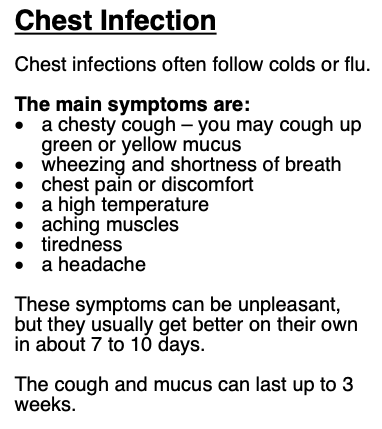 Chest Infection
Chest infections often follow colds or flu.
The main symptoms are:
• a chesty cough – you may cough up
green or yellow mucus
• wheezing and shortness of breath
• chest pain or discomfort
• a high temperature
• aching muscles
• tiredness
• a headache
These symptoms can be unpleasant,
but they usually get better on their own
in about 7 to 10 days.
The cough and mucus can last up to 3
weeks.